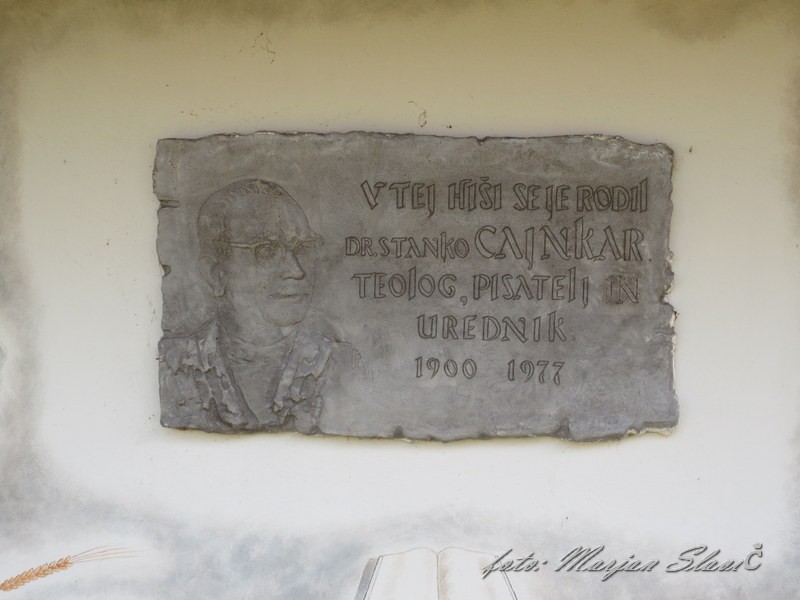 V TEJ HIŠI SE JE RODIL
DR. STANKO CAJNKAR.
TEOLOG, PISATELJ IN
UREDNIK.
1900 1977
foto: Marjan SlaviČ